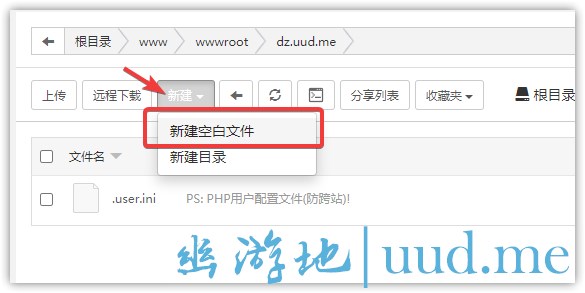 根目录 www wwwroot dz.uud.me
上传 远程下载 新建 分享列表 收藏夹 根目录
新建空白文件
文件名
新建目录
.user.ini PS: PHP用户配置文件(防跨站)!
幽游地|uud.me